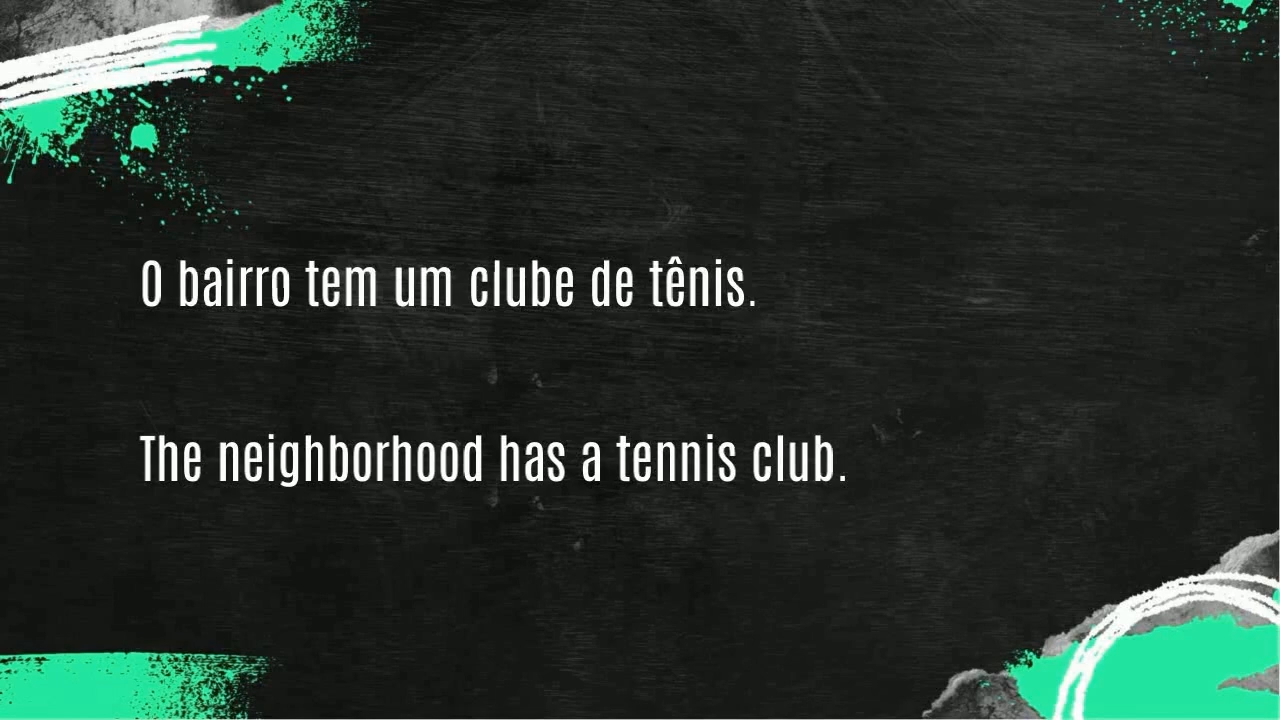 O bairro tem um clube de tênis.
The neighborhood has a tennis club.